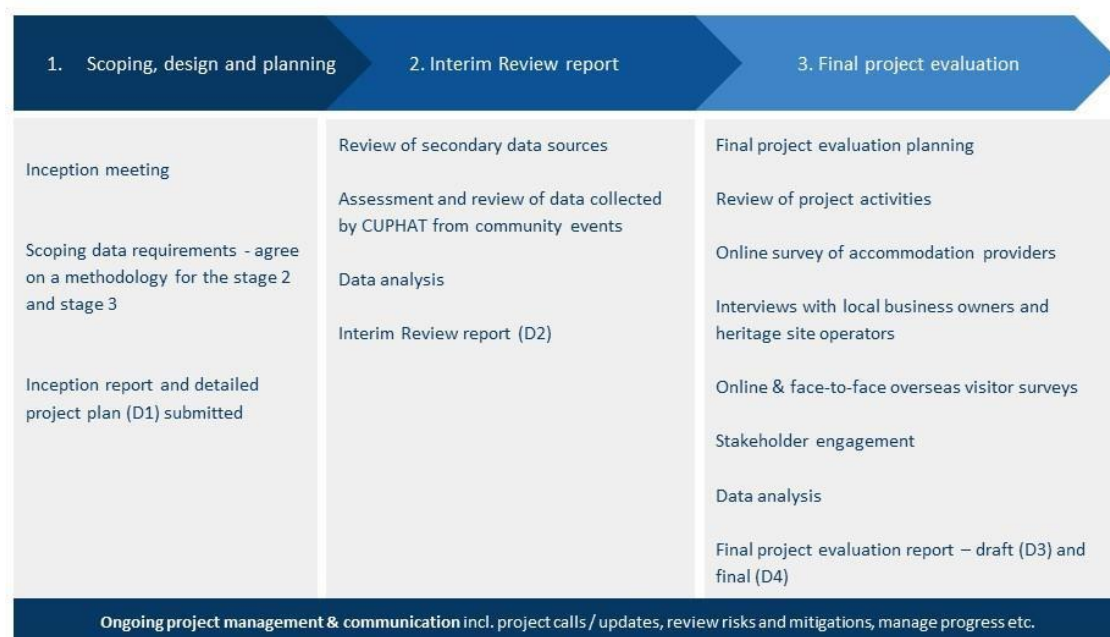 1. Scoping, design and planning
2. Interim Review report
3. Final project evaluation
Inception meeting
Scoping data requirements - agree
on a methodology for the stage 2
and stage 3
Inception report and detailed
project plan (D1) submitted
Review of secondary data sources
Assessment and review of data collected
by CUPHAT from community events
Data analysis
Interim Review report (D2)
Final project evaluation planning
Review of project activities
Online survey of accommodation providers
Interviews with local business owners and
heritage site operators
Online & face-to-face overseas visitor surveys
Stakeholder engagement
Data analysis
Final project evaluation report – draft (D3) and
final (D4)
Ongoing project management & communication incl. project calls / updates, review risks and mitigations, manage progress etc.